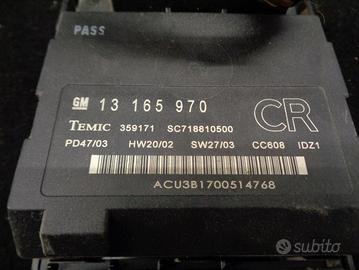 PASS
GM 13 165 970 CR
TEMIC 359171 SC718810500
PD47/03 HW20/02 SW27/03 CC608 IDZ1
ACU3B1700514768
subito